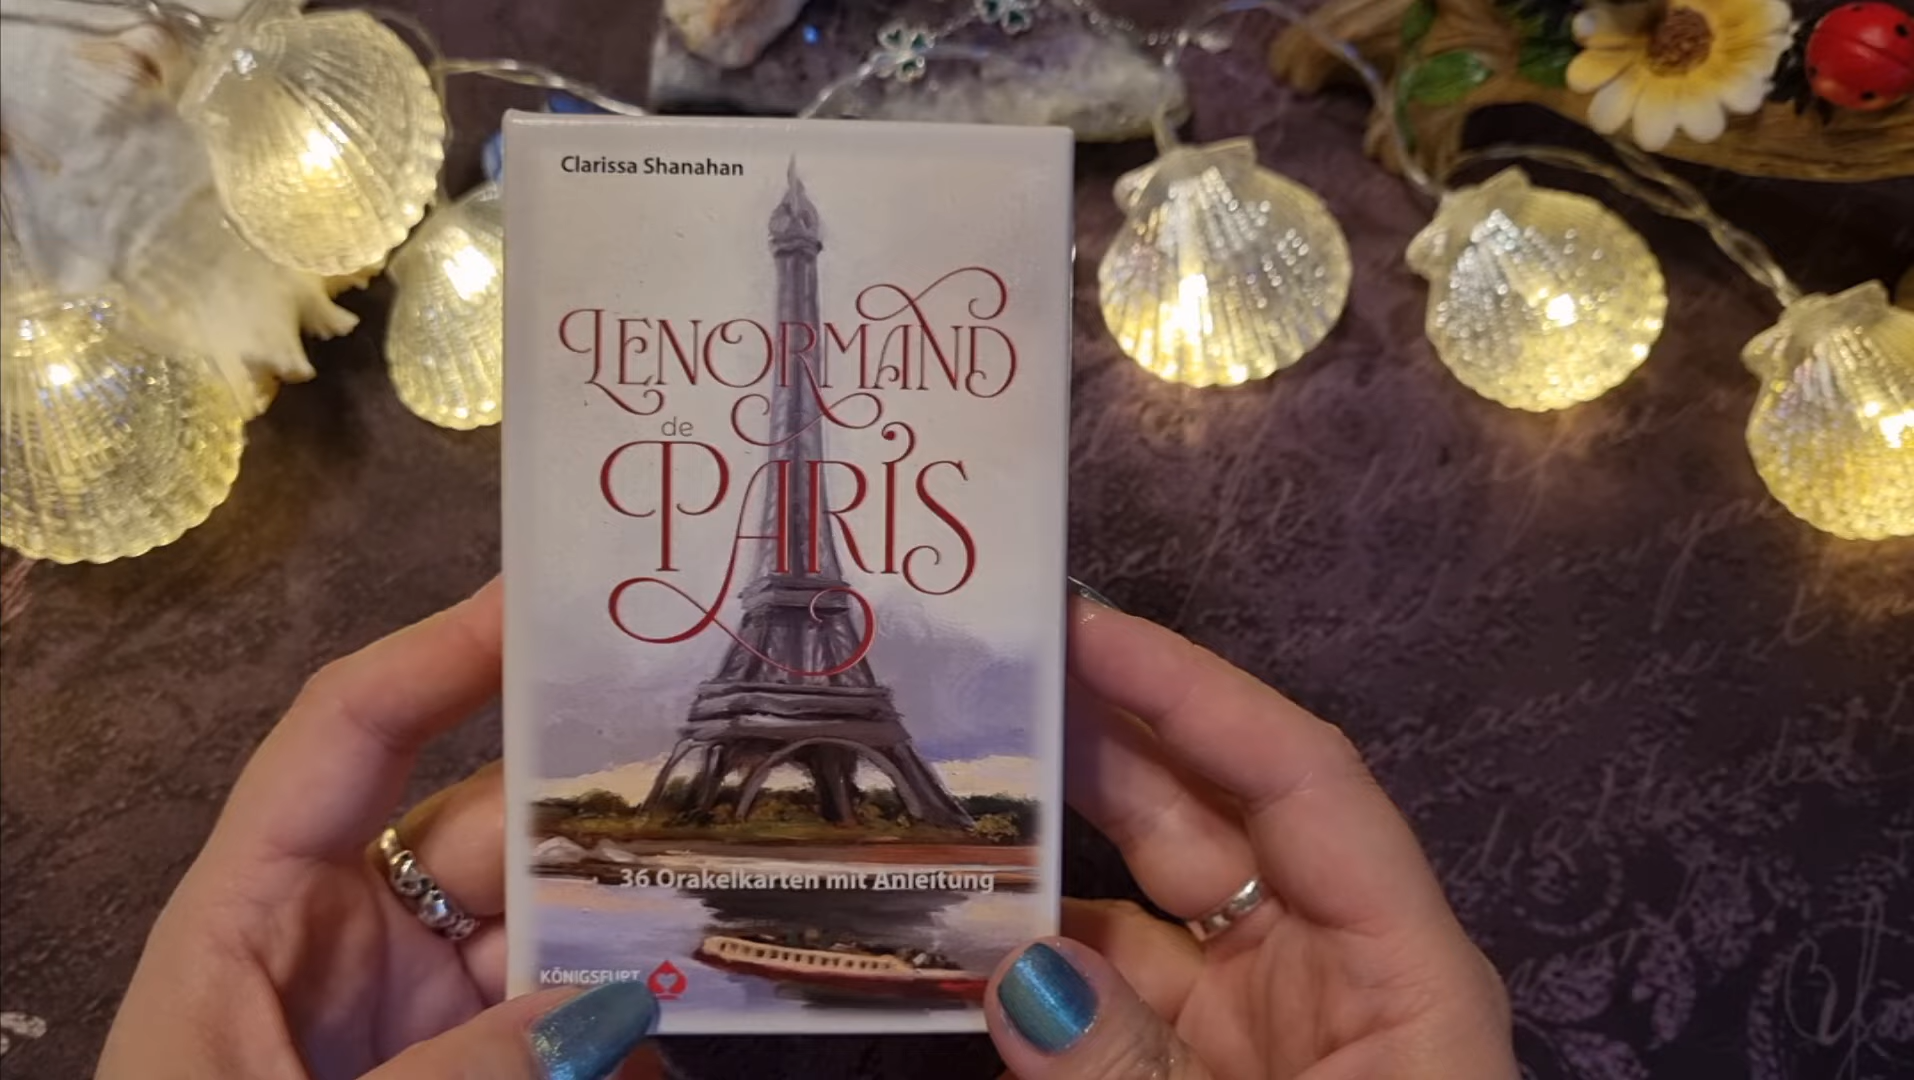 Clarissa Shanahan
LENORMAND
de
PARIS
36 Orakelkarten mit Anleitung
KÖNIGSFURT